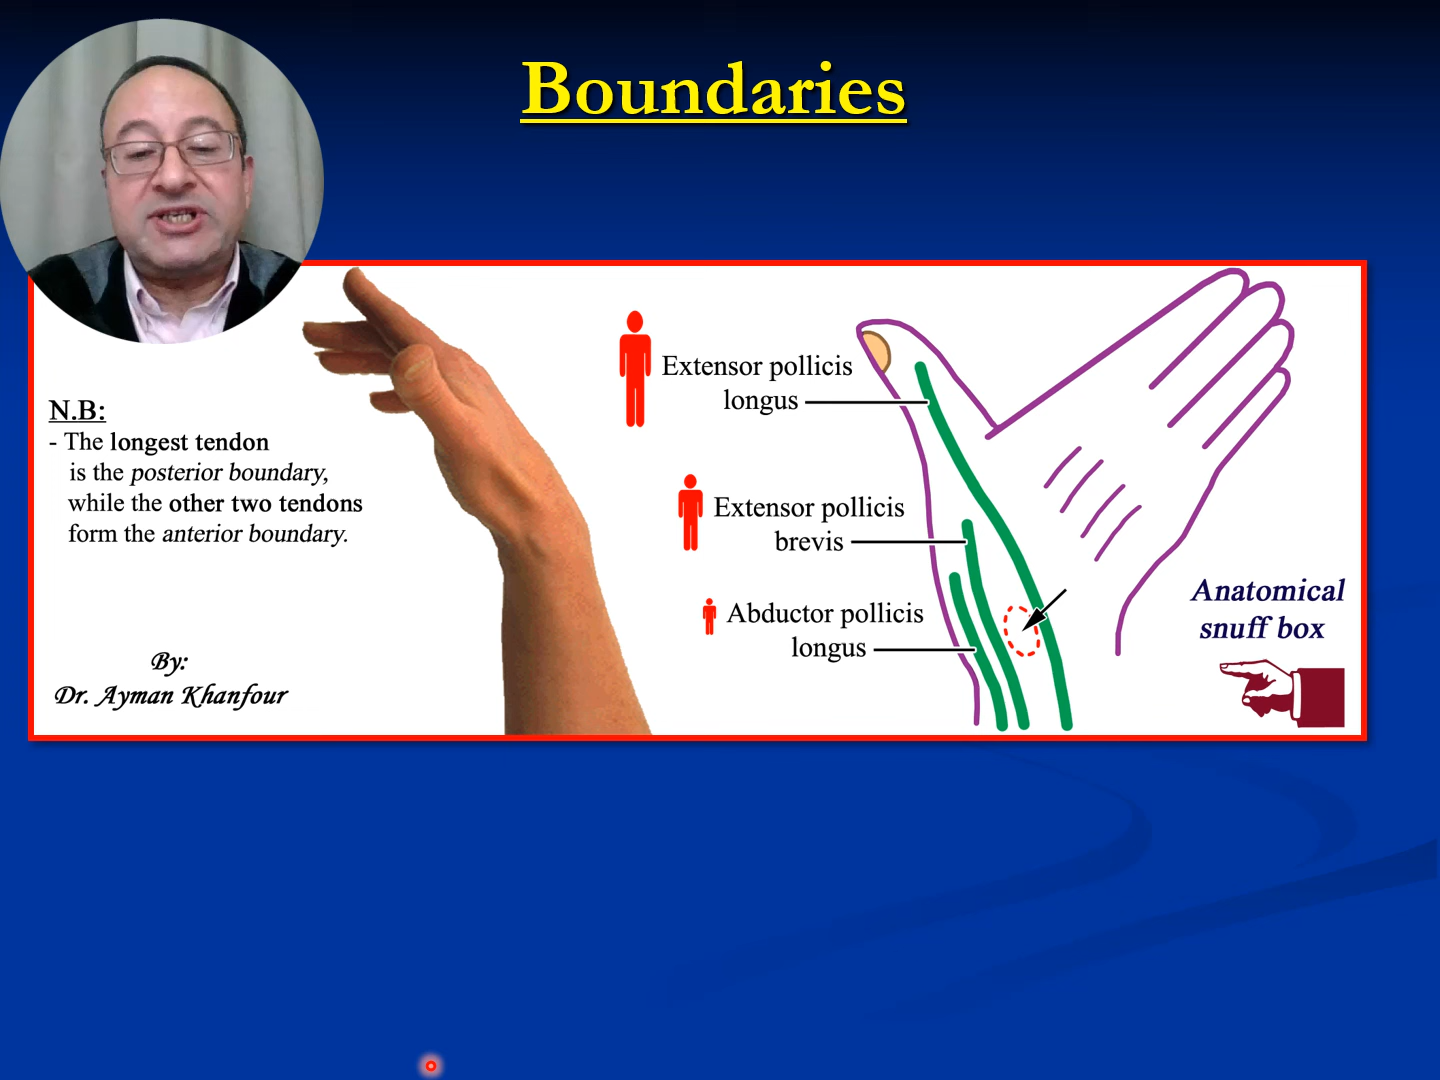 Boundaries
N.B:
- The longest tendon
is the posterior boundary,
while the other two tendons
form the anterior boundary.
By:
Dr. Ayman Khanfour
Extensor pollicis
longus
Extensor pollicis
brevis
Abductor pollicis
longus
Anatomical
snuff box